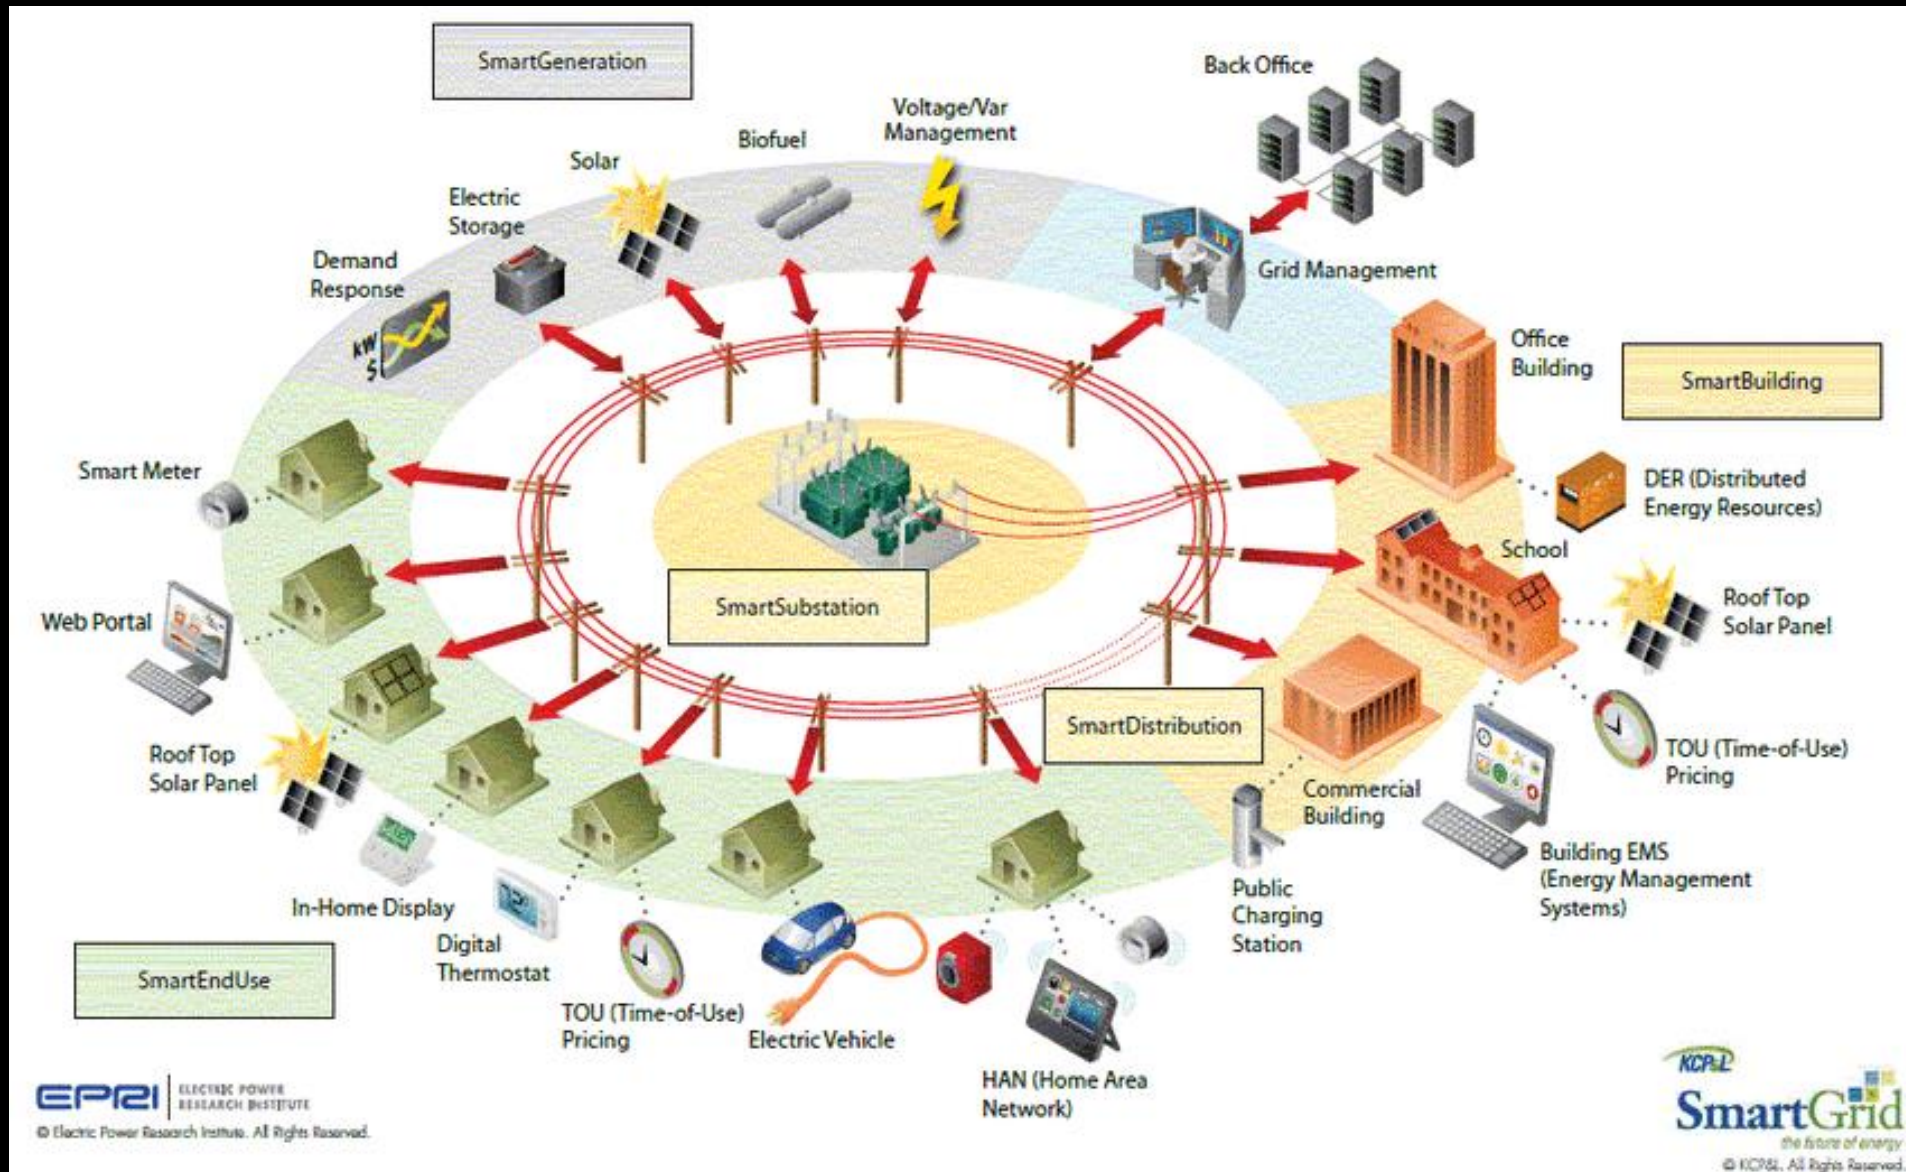 SmartGeneration
Back Office
Voltage/Var
Management
Biofuel
Solar
Electric
Storage
Demand
Response
kW
$
Grid Management
Office
Building
SmartBuilding
Smart Meter
DER (Distributed
Energy Resources)
School
SmartSubstation
Roof Top
Solar Panel
Web Portal
SmartDistribution
TOU (Time-of-Use)
Pricing
Roof Top
Solar Panel
Commercial
Building
Building EMS
(Energy Management
Systems)
In-Home Display
Public
Charging
Station
Digital
Thermostat
SmartEndUse
TOU (Time-of-Use)
Pricing
Electric Vehicle
HAN (Home Area
Network)
EPRI
ELECTRIC POWER
RESEARCH INSTITUTE
© Electric Power Research Institute. All Rights Reserved.
KCP&L
SmartGrid
the future of energy
© KCP&L. All Rights Reserved.